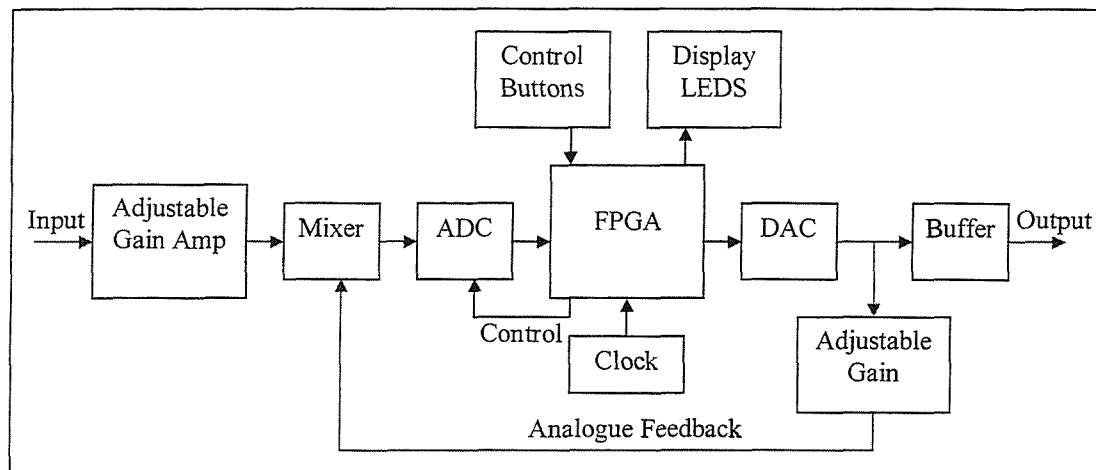 Control
Buttons
Display
LEDS
Input
Adjustable
Gain Amp
Mixer
ADC
FPGA
DAC
Buffer
Output
Control
Clock
Adjustable
Gain
Analogue Feedback